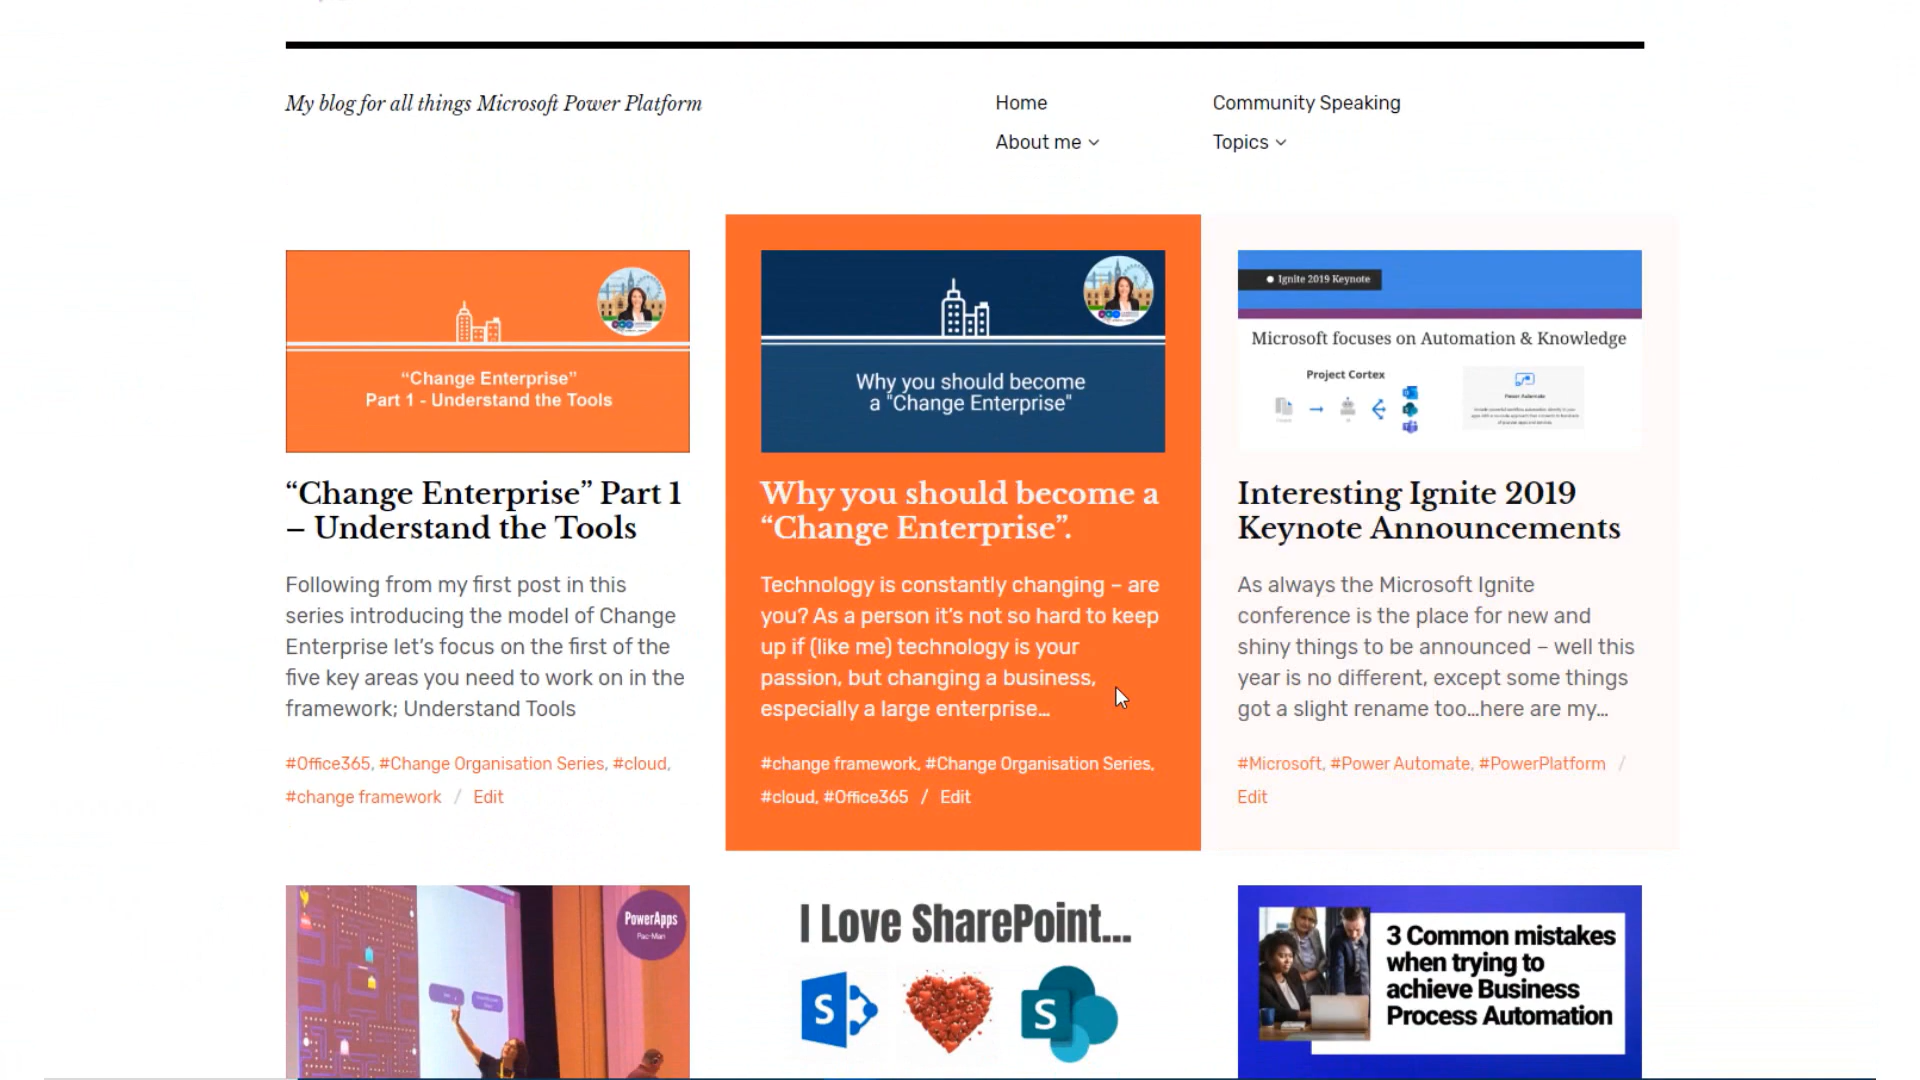 My blog for all things Microsoft Power Platform
Home
Community Speaking
About me
Topics
“Change Enterprise”
Part 1 - Understand the Tools
“Change Enterprise” Part 1
– Understand the Tools
Following from my first post in this
series introducing the model of Change
Enterprise let’s focus on the first of the
five key areas you need to work on in the
framework; Understand Tools
#Office365, #Change Organisation Series, #cloud,
#change framework / Edit
Why you should become
a "Change Enterprise"
Why you should become a
“Change Enterprise”.
Technology is constantly changing – are
you? As a person it’s not so hard to keep
up if (like me) technology is your
passion, but changing a business,
especially a large enterprise…
#change framework, #Change Organisation Series,
#cloud, #Office365 / Edit
Ignite 2019 Keynote
Microsoft focuses on Automation & Knowledge
Project Cortex
Power Automate
Interesting Ignite 2019
Keynote Announcements
As always the Microsoft Ignite
conference is the place for new and
shiny things to be announced – well this
year is no different, except some things
got a slight rename too…here are my…
#Microsoft, #Power Automate, #PowerPlatform /
Edit
PowerApps
Pac-Man
I Love SharePoint...
S
S
3 Common mistakes
when trying to
achieve Business
Process Automation